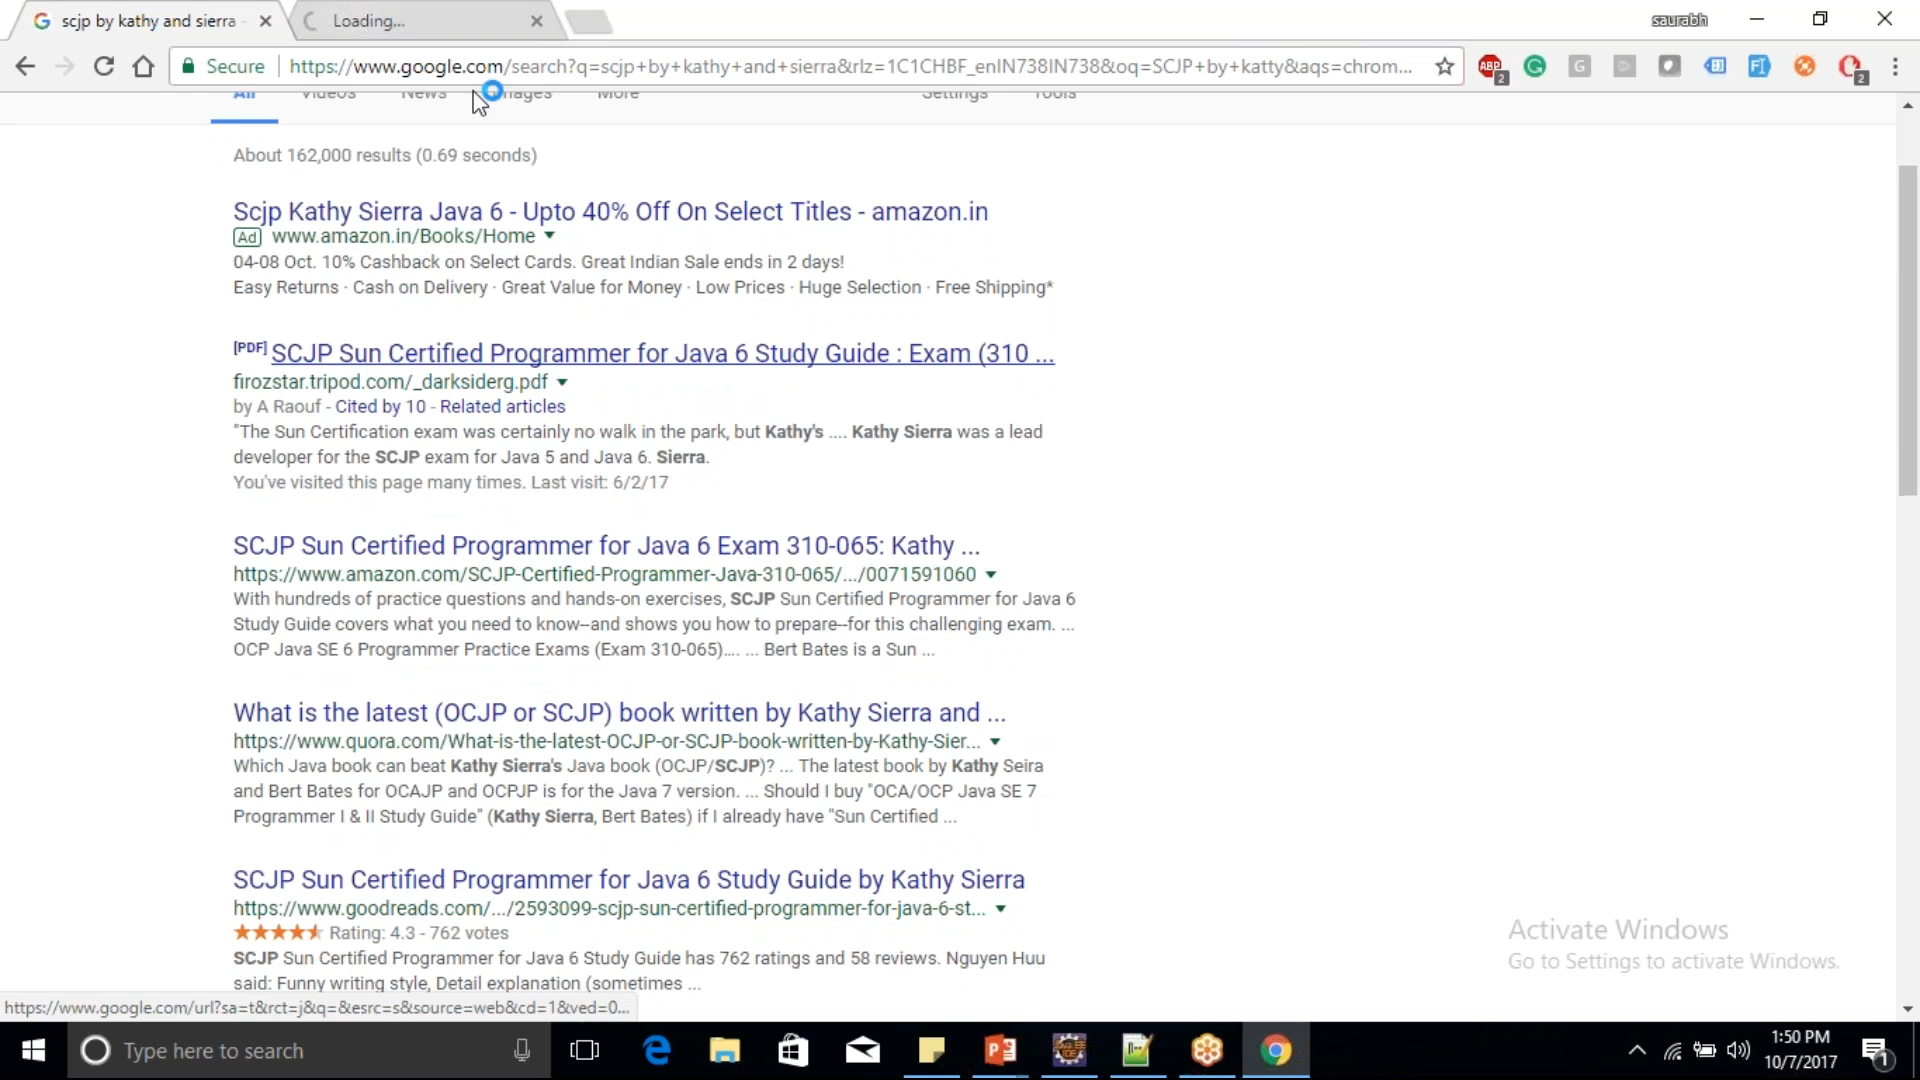 scjp by kathy and sierra -
Loading...
saurabh
Secure
https://www.google.com/search?q=scjp+by+kathy+and+sierra&rlz=1C1CHBF_enIN738IN738&oq=SCJP+by+katty&aqs=chrom...
ABP
2
2
All Videos News Images More Settings Tools
About 162,000 results (0.69 seconds)
Scjp Kathy Sierra Java 6 - Upto 40% Off On Select Titles - amazon.in
Ad www.amazon.in/Books/Home
04-08 Oct. 10% Cashback on Select Cards. Great Indian Sale ends in 2 days!
Easy Returns · Cash on Delivery · Great Value for Money · Low Prices · Huge Selection · Free Shipping*
[PDF] SCJP Sun Certified Programmer for Java 6 Study Guide : Exam (310 ...
firozstar.tripod.com/_darksiderg.pdf
by A Raouf - Cited by 10 - Related articles
"The Sun Certification exam was certainly no walk in the park, but Kathy's .... Kathy Sierra was a lead
developer for the SCJP exam for Java 5 and Java 6. Sierra.
You've visited this page many times. Last visit: 6/2/17
SCJP Sun Certified Programmer for Java 6 Exam 310-065: Kathy ...
https://www.amazon.com/SCJP-Certified-Programmer-Java-310-065/.../0071591060
With hundreds of practice questions and hands-on exercises, SCJP Sun Certified Programmer for Java 6
Study Guide covers what you need to know--and shows you how to prepare--for this challenging exam. ...
OCP Java SE 6 Programmer Practice Exams (Exam 310-065).... ... Bert Bates is a Sun ...
What is the latest (OCJP or SCJP) book written by Kathy Sierra and ...
https://www.quora.com/What-is-the-latest-OCJP-or-SCJP-book-written-by-Kathy-Sier...
Which Java book can beat Kathy Sierra's Java book (OCJP/SCJP)? ... The latest book by Kathy Seira
and Bert Bates for OCAJP and OCPJP is for the Java 7 version. ... Should I buy "OCA/OCP Java SE 7
Programmer I & II Study Guide" (Kathy Sierra, Bert Bates) if I already have "Sun Certified ...
SCJP Sun Certified Programmer for Java 6 Study Guide by Kathy Sierra
https://www.goodreads.com/.../2593099-scjp-sun-certified-programmer-for-java-6-st...
Rating: 4.3 - 762 votes
SCJP Sun Certified Programmer for Java 6 Study Guide has 762 ratings and 58 reviews. Nguyen Huu
said: Funny writing style, Detail explanation (sometimes ...
Activate Windows
Go to Settings to activate Windows.
https://www.google.com/url?sa=t&rct=j&q=&esrc=s&source=web&cd=1&ved=0...
Type here to search
1:50 PM
10/7/2017
1